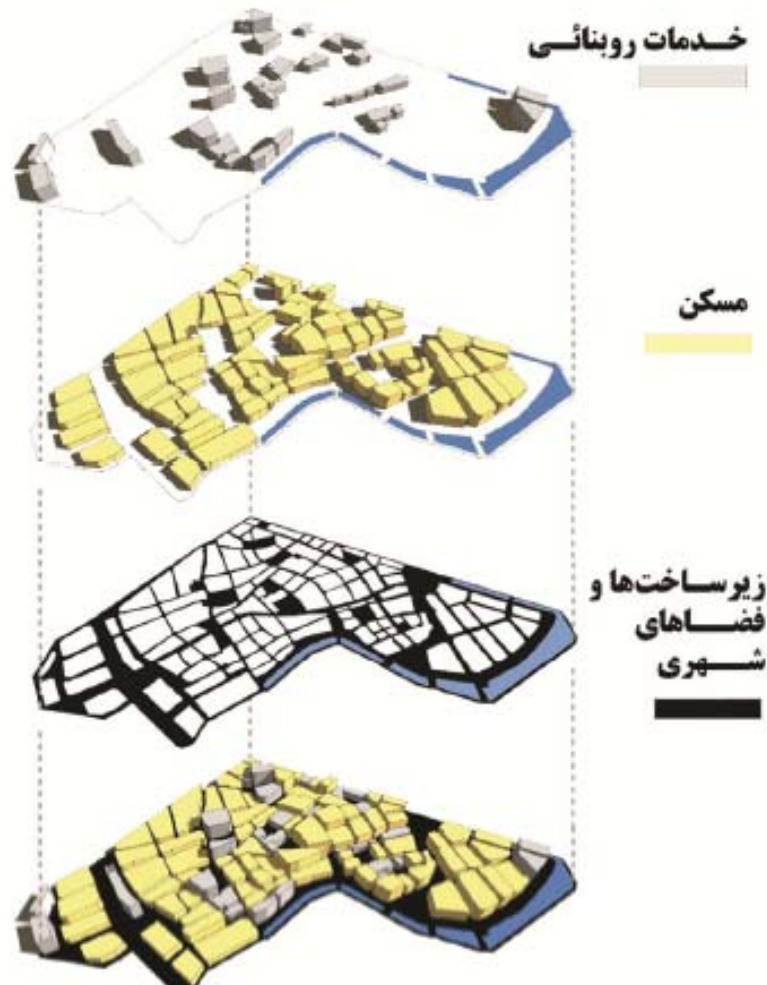 خدمات روبنائی
مسکن
زیرساخت‌ها و
فضاهای
شهری